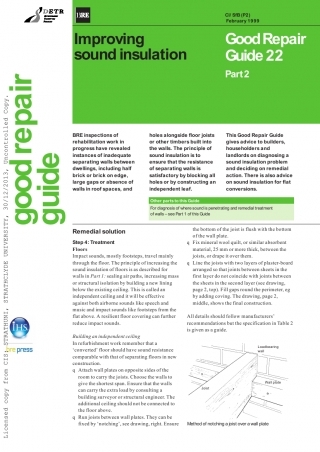 DETR
BRE
CI SfB (P2)
February 1999
Improving
sound insulation
Good Repair
Guide 22
Part 2
good repair
guide
BRE inspections of
rehabilitation work in
progress have revealed
instances of inadequate
separating walls between
dwellings, including half
brick or brick on edge,
large gaps or absence of
walls in roof spaces, and
holes alongside floor joists
or other timbers built into
the walls. The principle of
sound insulation is to
ensure that the resistance
of separating walls is
satisfactory by blocking all
holes or by constructing an
independent leaf.
This Good Repair Guide
gives advice to builders,
householders and
landlords on diagnosing a
sound insulation problem
and deciding on remedial
action. There is also advice
on sound insulation for flat
conversions.
Other parts to this Guide
For diagnosis of where sound is penetrating and remedial treatment
of walls – see Part 1 of this Guide
Remedial solution
Step 4: Treatment
Floors
Impact sounds, mostly footsteps, travel mainly
through the floor. The principle of increasing the
sound insulation of floors is as described for
walls in Part 1: sealing air paths, increasing mass
or structural isolation by building a new lining
below the existing ceiling. This is called an
independent ceiling and it will be effective
against both airborne sounds like speech and
music and impact sounds like footsteps from the
flat above. A resilient floor covering can further
reduce impact sounds.
Building an independent ceiling
In refurbishment work remember that a
‘converted’ floor should have sound resistance
comparable with that of separating floors in new
construction.
q Attach wall plates on opposite sides of the
room to carry the joists. Choose the walls to
give the shortest span. Ensure that the walls
can carry the extra load by consulting a
building surveyor or structural engineer. The
additional ceiling should not be connected to
the floor above.
q Run joists between wall plates. They can be
fixed by ‘notching’, see drawing, right. Ensure
the bottom of the joist is flush with the bottom
of the wall plate.
q Fix mineral wool quilt, or similar absorbent
material, 25 mm or more thick, between the
joists, or drape it over them.
q Line the joists with two layers of plaster-board
arranged so that joints between sheets in the
first layer do not coincide with joints between
the sheets in the second layer (see drawing,
page 2, top). Fill gaps round the perimeter, eg
by adding coving. The drawing, page 2,
middle, shows the final construction.
All details should follow manufacturers'
recommendations but the specification in Table 2
is given as a guide.
Loadbearing
wall
Wall plate
Joist
Method of notching a joist over a wall plate
IHS
bre press
Licensed copy from CIS: STRATHUNI, STRATHCLYDE UNIVERSITY, 30/12/2013, Uncontrolled Copy.